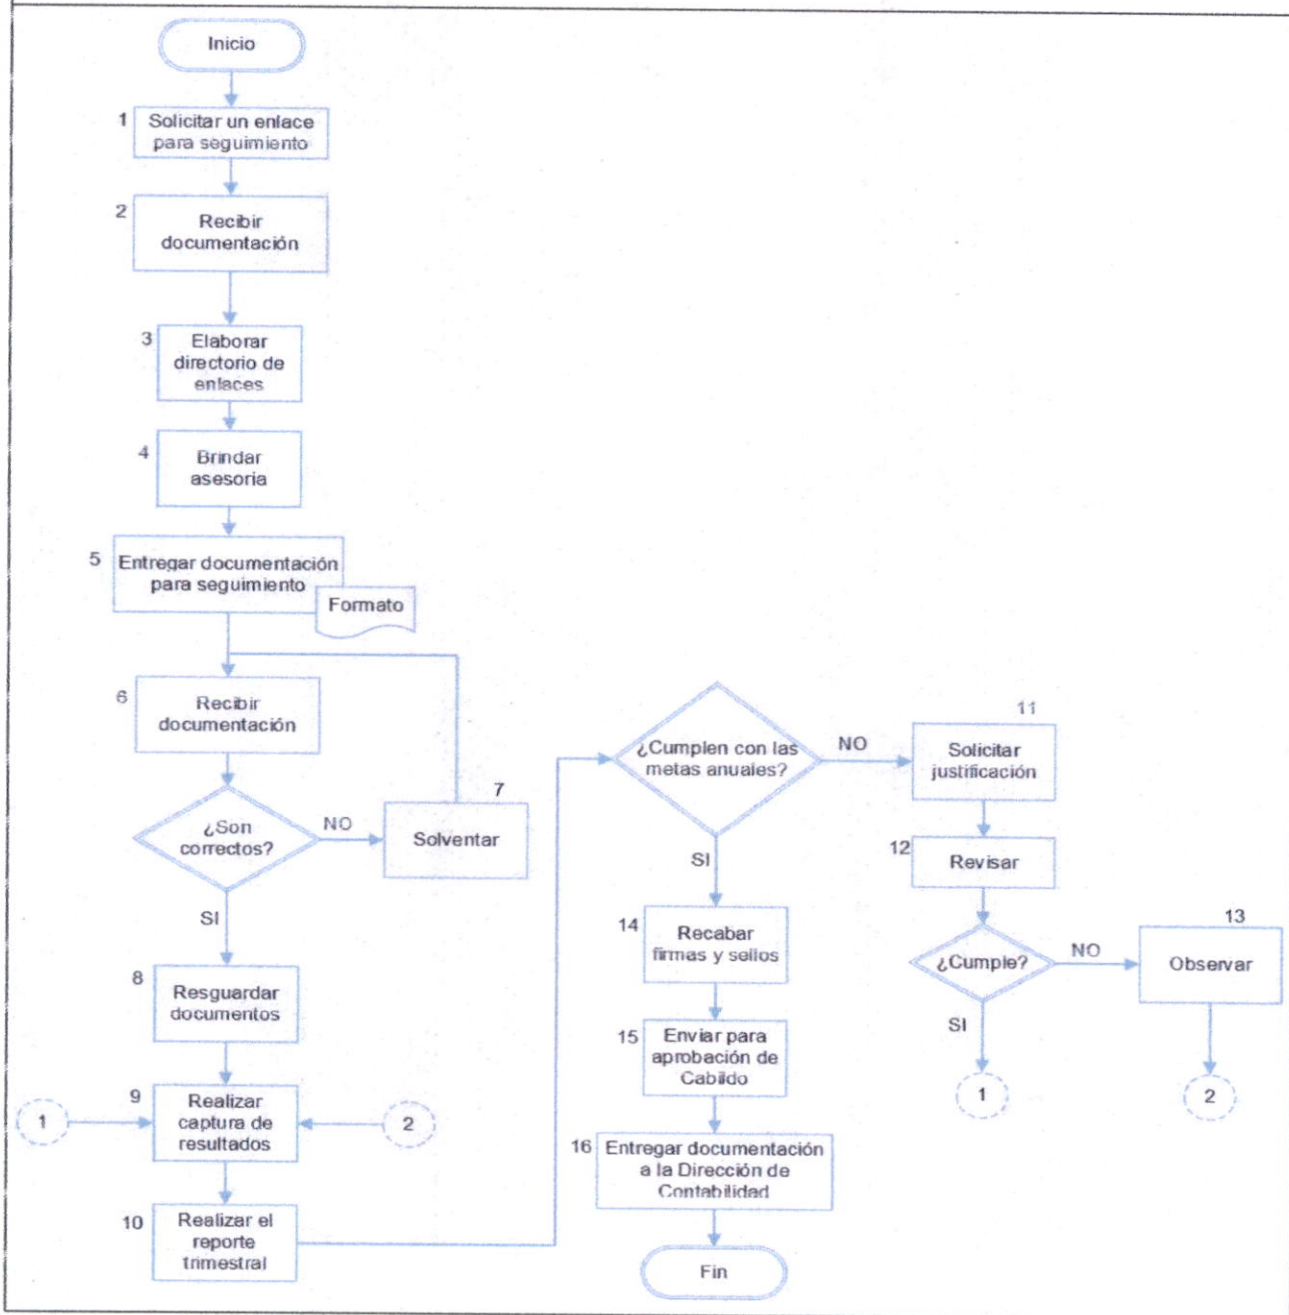 Inicio
1
Solicitar un enlace
para seguimiento
2
Recibir
documentación
3
Elaborar
directorio de
enlaces
4
Brindar
asesoría
5
Entregar documentación
para seguimiento
Formato
6
Recibir
documentación
¿Son
correctos?
NO
7
Solventar
SI
8
Resguardar
documentos
9
Realizar
captura de
resultados
1
2
10
Realizar el
reporte
trimestral
¿Cumplen con las
metas anuales?
NO
11
Solicitar
justificación
12
Revisar
¿Cumple?
NO
13
Observar
SI
1
2
SI
14
Recabar
firmas y sellos
15
Enviar para
aprobación de
Cabildo
16
Entregar documentación
a la Dirección de
Contabilidad
Fin